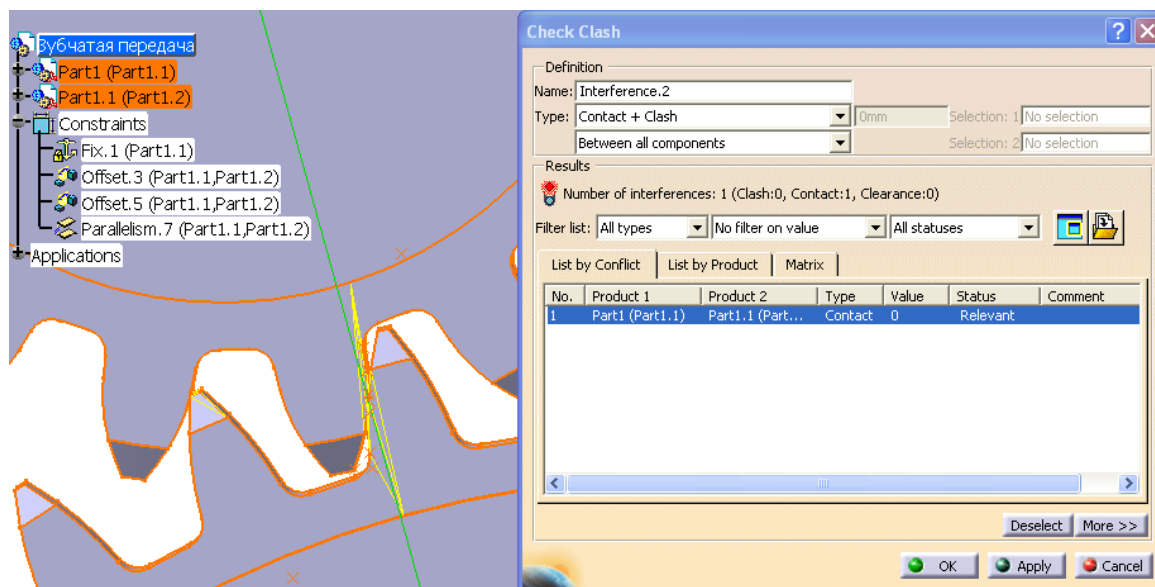 Зубчатая передача
Part1 (Part1.1)
Part1.1 (Part1.2)
Constraints
Fix.1 (Part1.1)
Offset.3 (Part1.1,Part1.2)
Offset.5 (Part1.1,Part1.2)
Parallelism.7 (Part1.1,Part1.2)
Applications
Check Clash
Definition
Name: Interference.2
Type: Contact + Clash 0mm Selection: 1 No selection
Between all components Selection: 2 No selection
Results
Number of interferences: 1 (Clash:0, Contact:1, Clearance:0)
Filter list: All types No filter on value All statuses
List by Conflict List by Product Matrix
No. Product 1 Product 2 Type Value Status Comment
1 Part1 (Part1.1) Part1.1 (Part... Contact 0 Relevant
Deselect More >>
OK Apply Cancel